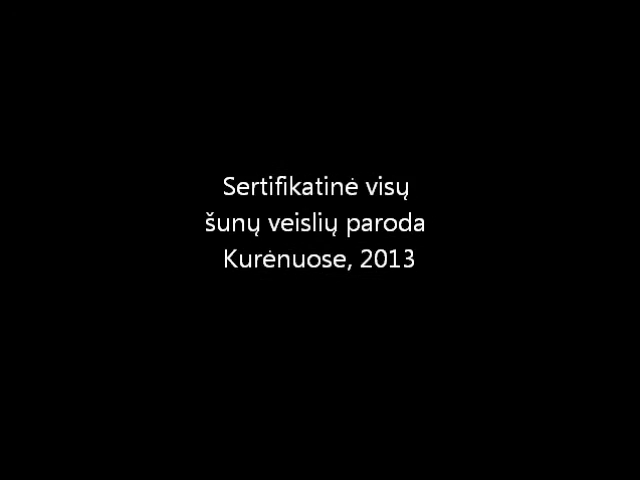 Sertifikatinė visų
šunų veislių paroda
Kurėnuose, 2013